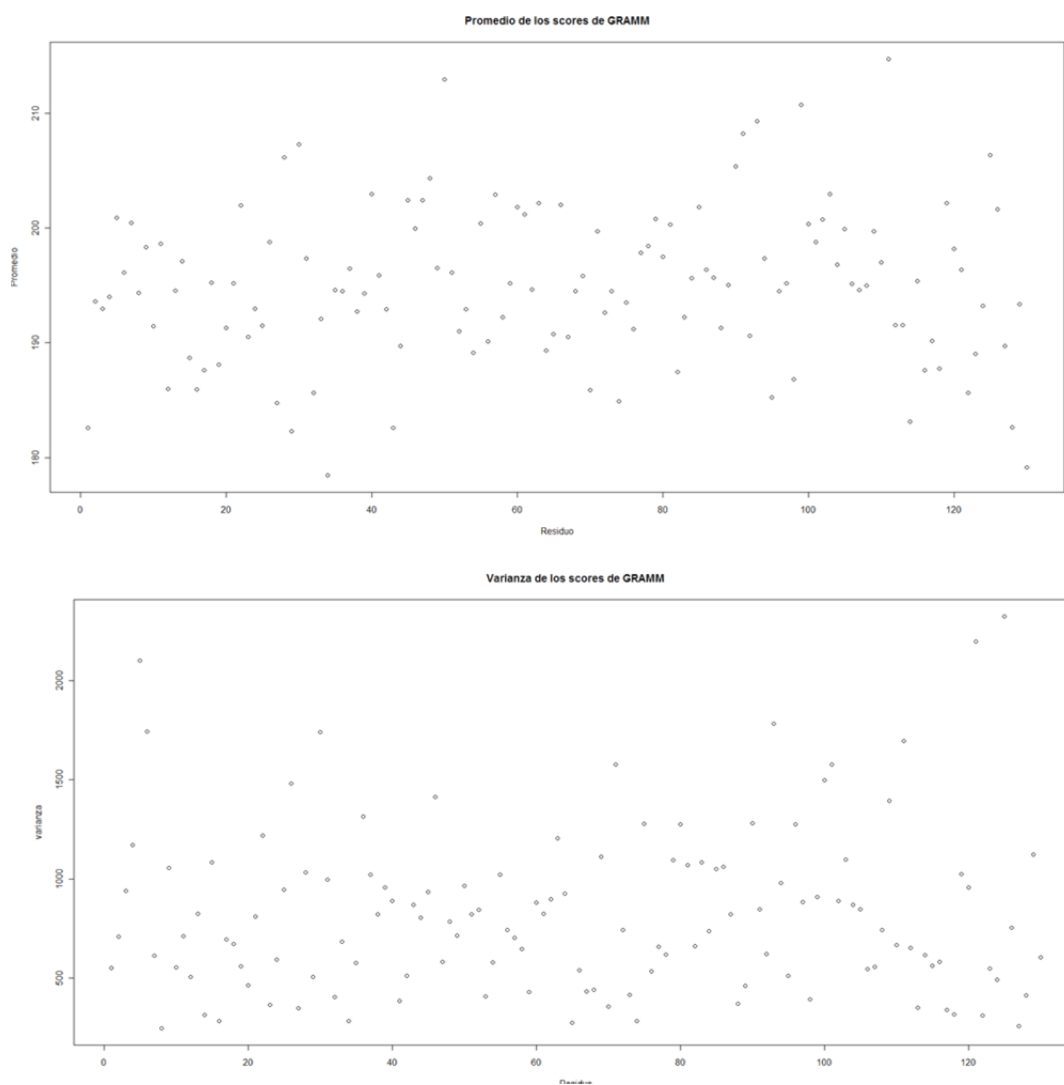 Promedio de los scores de GRAMM
Promedio
210
200
190
180
0 20 40 60 80 100 120
Residuo
Varianza de los scores de GRAMM
varianza
2000
1500
1000
500
0 20 40 60 80 100 120
Residuo